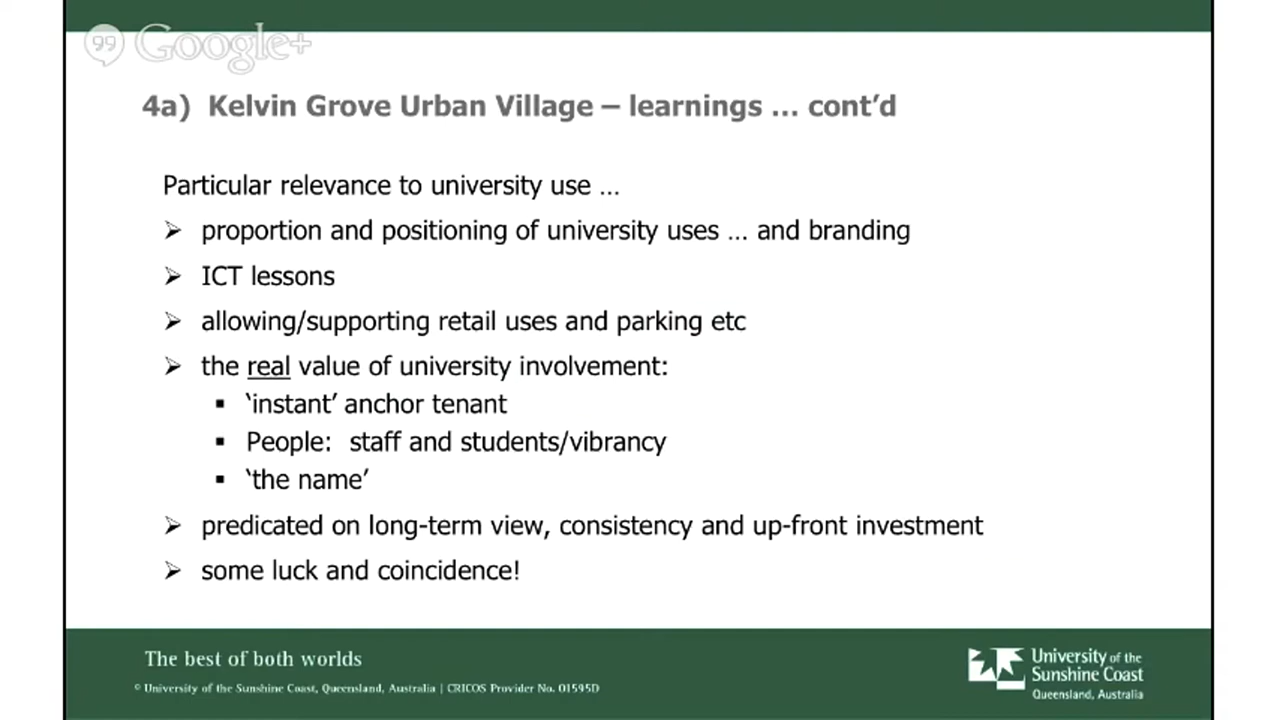 Google+
4a) Kelvin Grove Urban Village – learnings ... cont'd
Particular relevance to university use ...
➢ proportion and positioning of university uses ... and branding
➢ ICT lessons
➢ allowing/supporting retail uses and parking etc
➢ the real value of university involvement:
▪ ‘instant’ anchor tenant
▪ People: staff and students/vibrancy
▪ ‘the name’
➢ predicated on long-term view, consistency and up-front investment
➢ some luck and coincidence!
The best of both worlds
© University of the Sunshine Coast, Queensland, Australia | CRICOS Provider No. 01595D
University of the
Sunshine Coast
Queensland, Australia